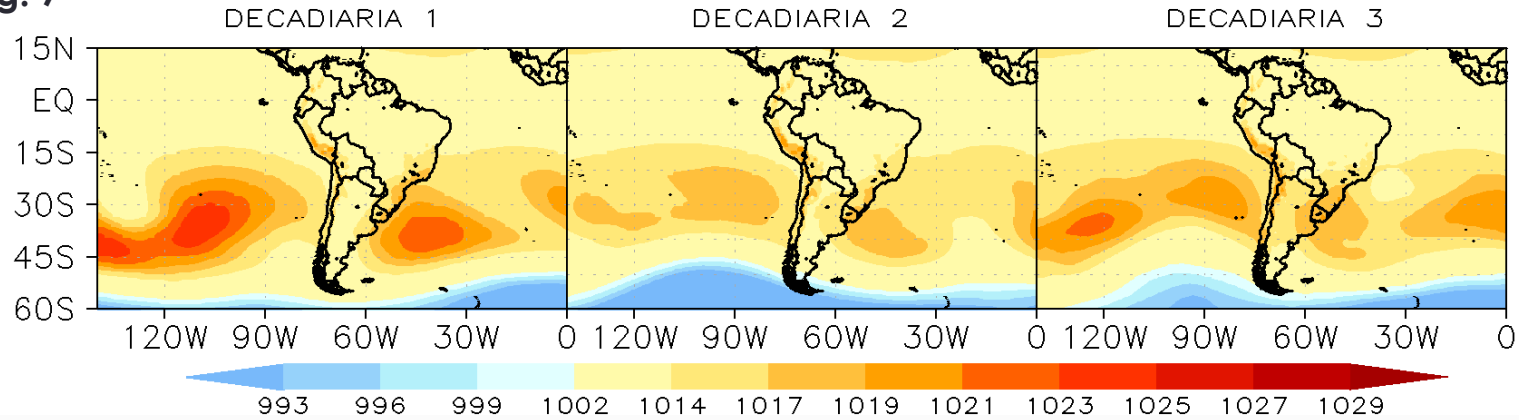 g. 7
DECADIARIA 1 DECADIARIA 2 DECADIARIA 3
15N
EQ
15S
30S
45S
60S
120W 90W 60W 30W 0 120W 90W 60W 30W 0 120W 90W 60W 30W 0
993 996 999 1002 1014 1017 1019 1021 1023 1025 1027 1029